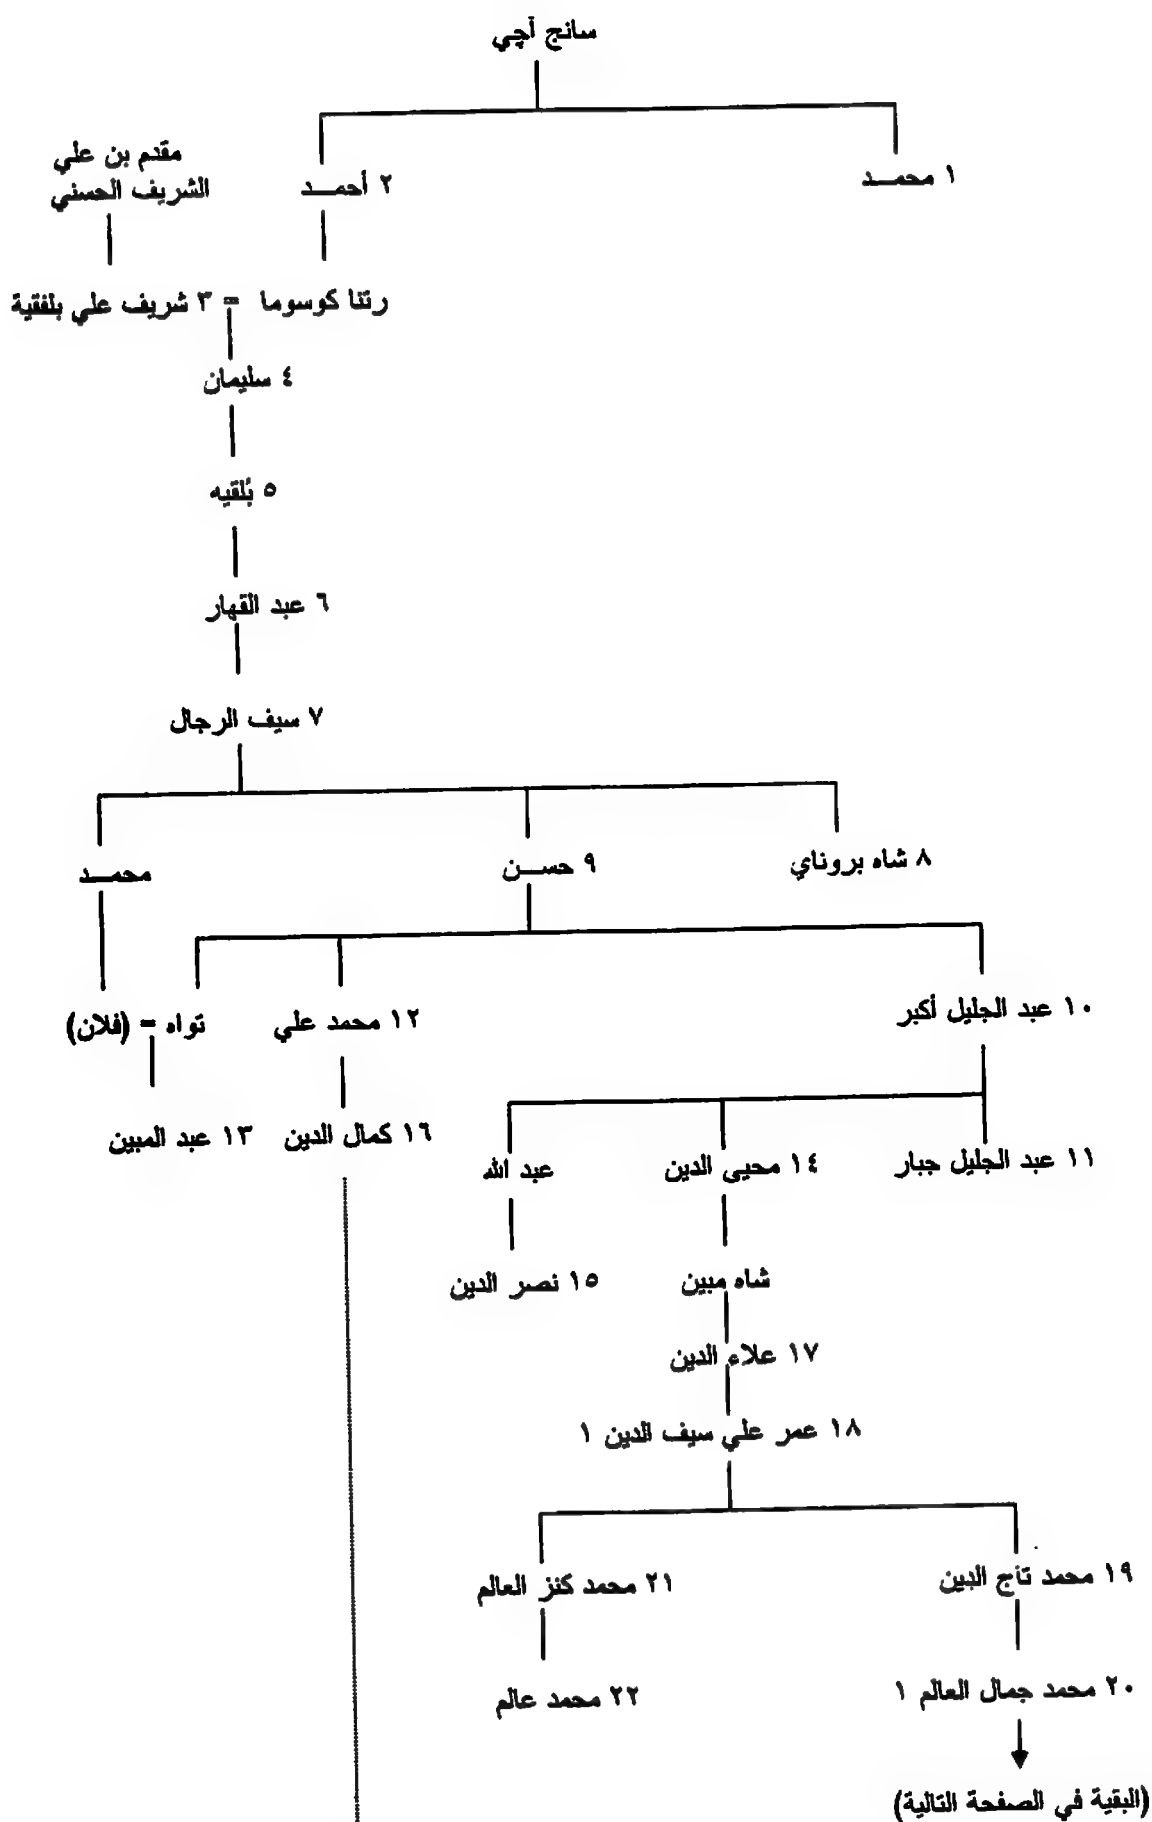 سانج آچي
١ محمـــد
٢ أحمـــد
مقدم بن علي
الشريف الحسني
رتنا كوسوما = ٣ شريف علي بلفقية
٤ سليمان
٥ بُلقيه
٦ عبد القهار
٧ سيف الرجال
٨ شاه بروناي
٩ حســن
محمـــد
١٠ عبد الجليل أكبر
١٢ محمد علي
تواه = (فلان)
١١ عبد الجليل جبار
١٤ محيى الدين
عبد الله
١٦ كمال الدين
١٣ عبد المبين
شاه مبين
١٥ نصر الدين
١٧ علاء الدين
١٨ عمر علي سيف الدين ١
١٩ محمد تاج الدين
٢١ محمد كنز العالم
٢٠ محمد جمال العالم ١
٢٢ محمد عالم
(البقية في الصفحة التالية)